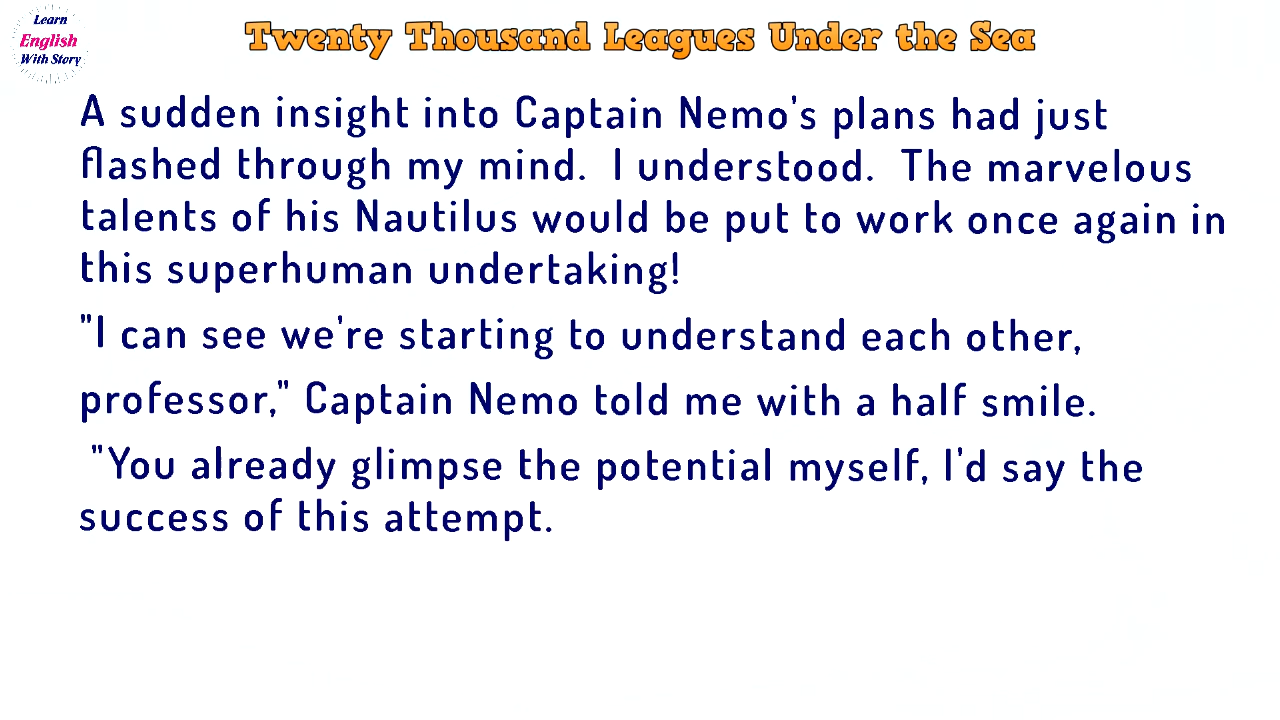 Learn
English
With Story
Twenty Thousand Leagues Under the Sea
A sudden insight into Captain Nemo's plans had just
flashed through my mind.  I understood.  The marvelous
talents of his Nautilus would be put to work once again in
this superhuman undertaking!
"I can see we're starting to understand each other,
professor," Captain Nemo told me with a half smile.
"You already glimpse the potential myself, I'd say the
success of this attempt.